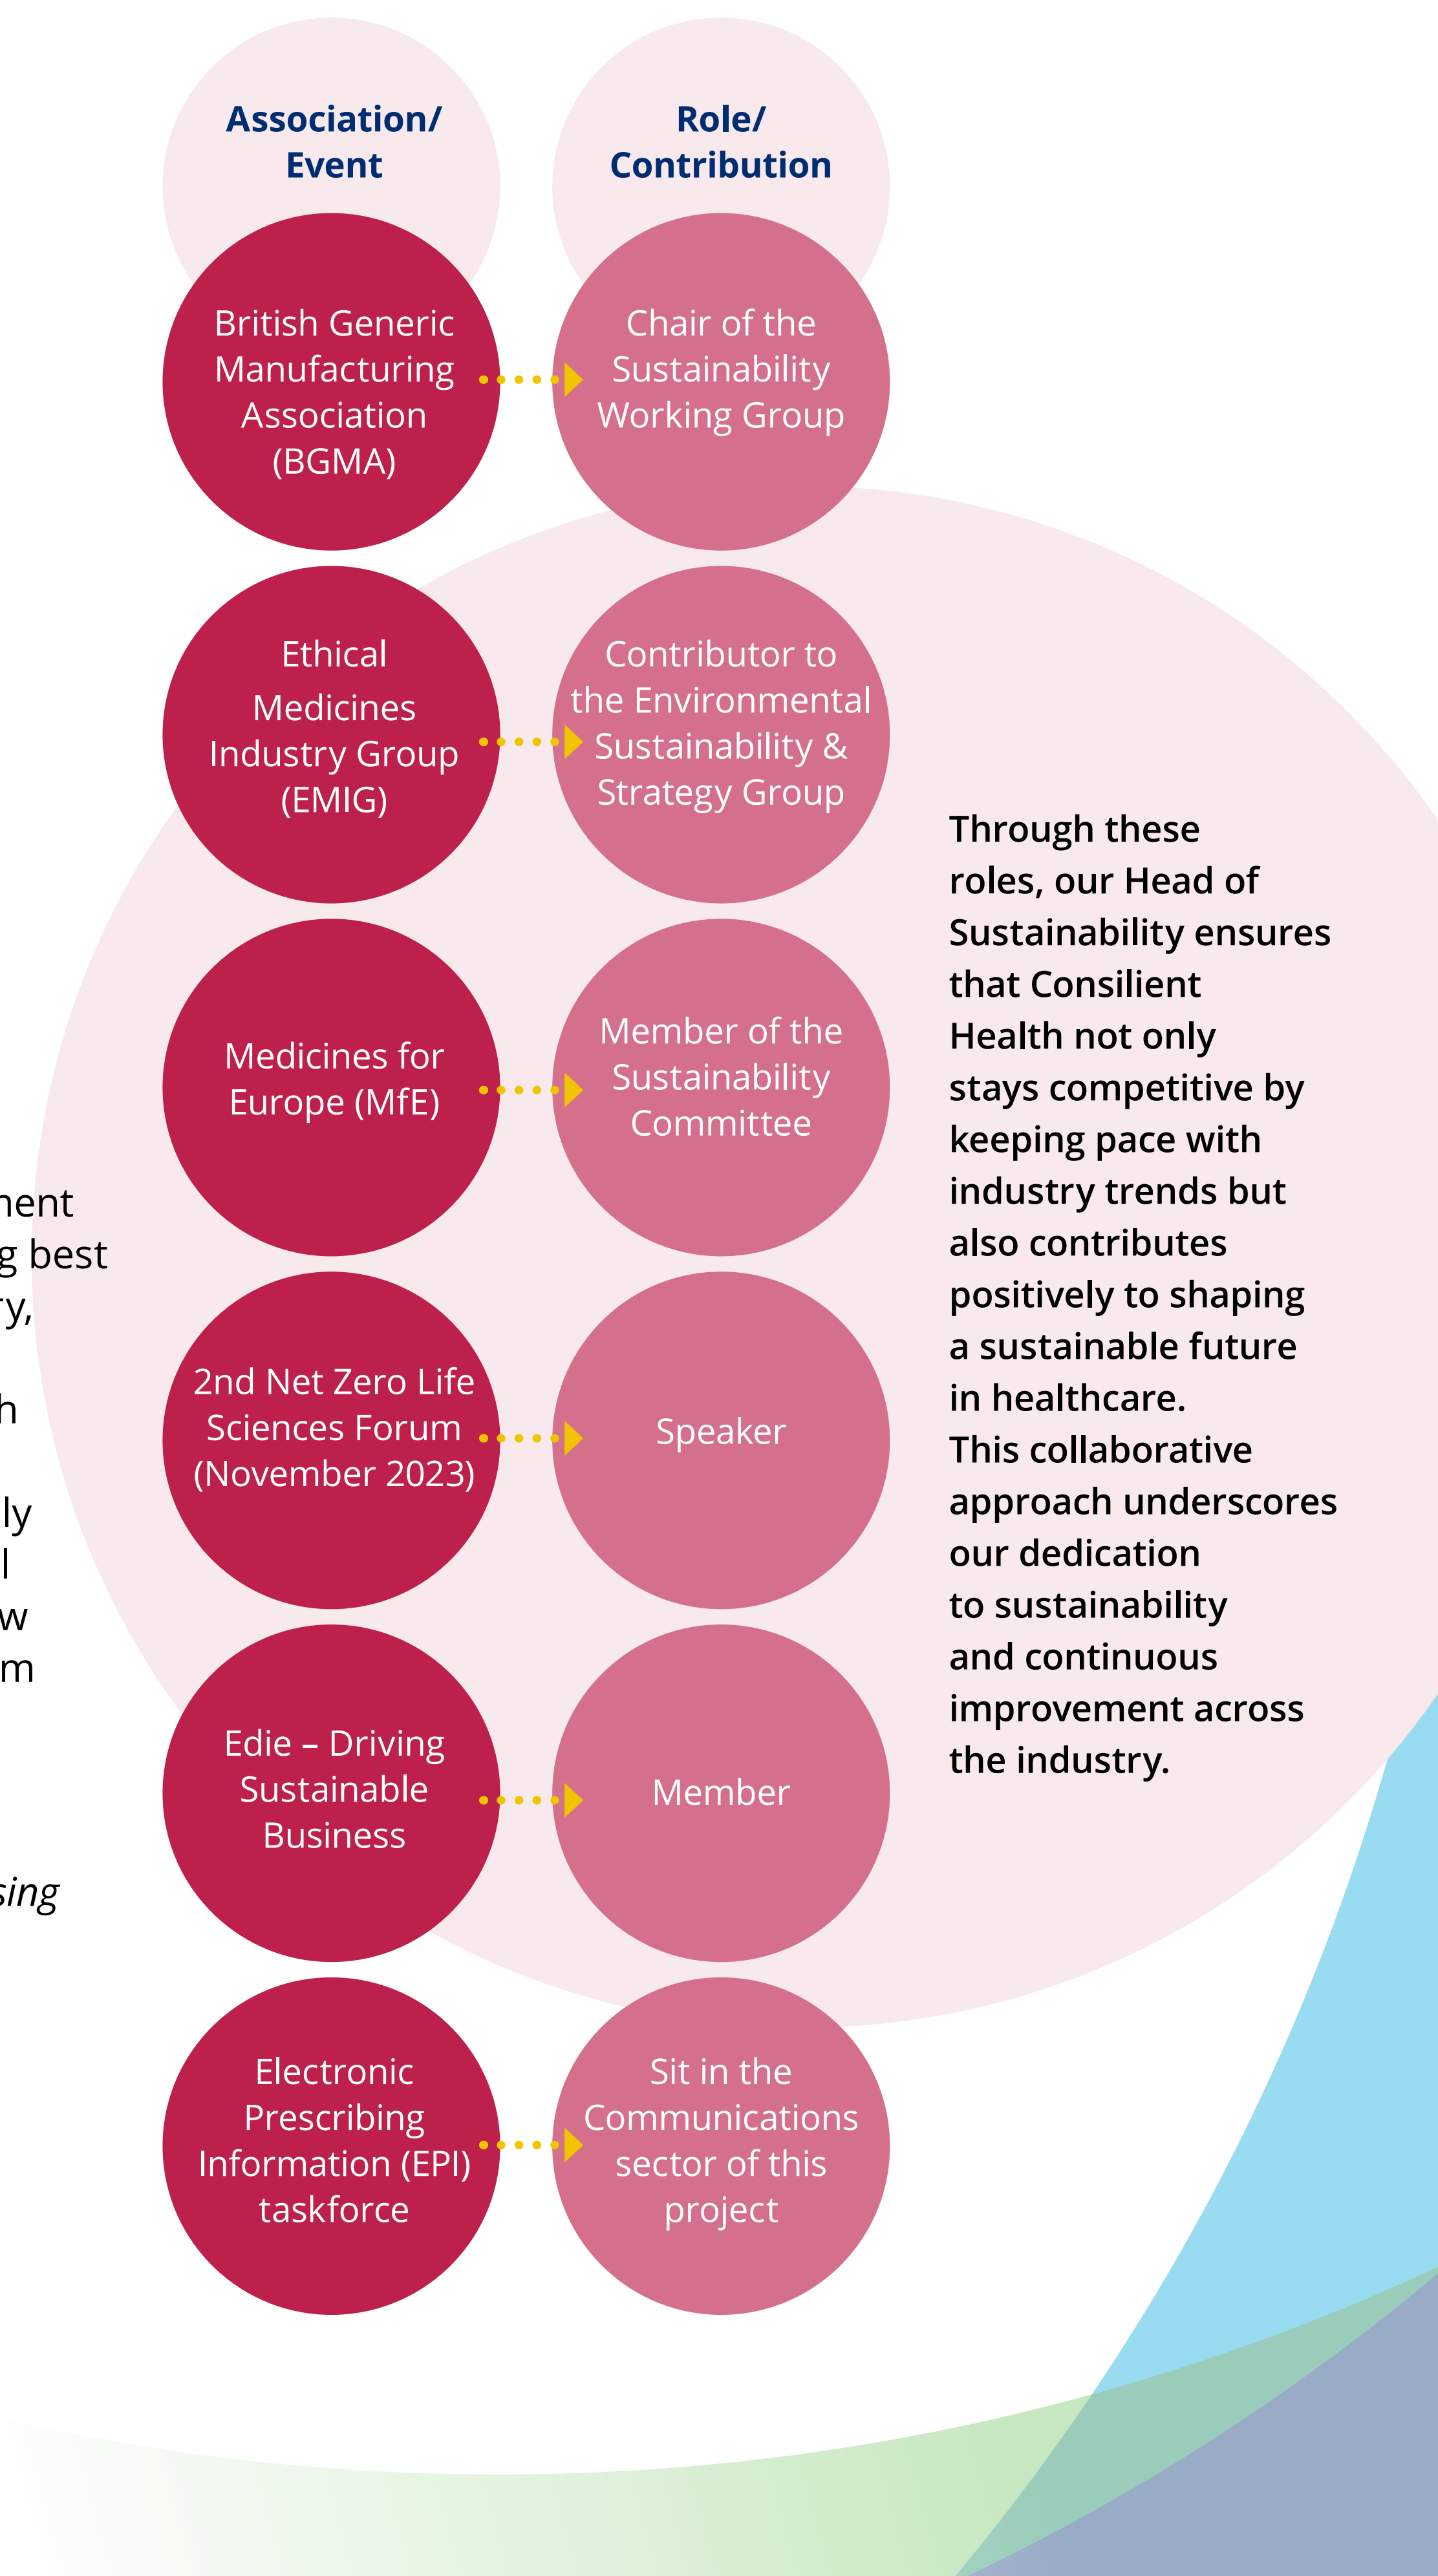 Association/
Event
Role/
Contribution
British Generic
Manufacturing
Association
(BGMA)
Chair of the
Sustainability
Working Group
Ethical
Medicines
Industry Group
(EMIG)
Contributor to
the Environmental
Sustainability &
Strategy Group
Medicines for
Europe (MfE)
Member of the
Sustainability
Committee
2nd Net Zero Life
Sciences Forum
(November 2023)
Speaker
Edie – Driving
Sustainable
Business
Member
Electronic
Prescribing
Information (EPI)
taskforce
Sit in the
Communications
sector of this
project
Through these
roles, our Head of
Sustainability ensures
that Consilient
Health not only
stays competitive by
keeping pace with
industry trends but
also contributes
positively to shaping
a sustainable future
in healthcare.
This collaborative
approach underscores
our dedication
to sustainability
and continuous
improvement across
the industry.
best